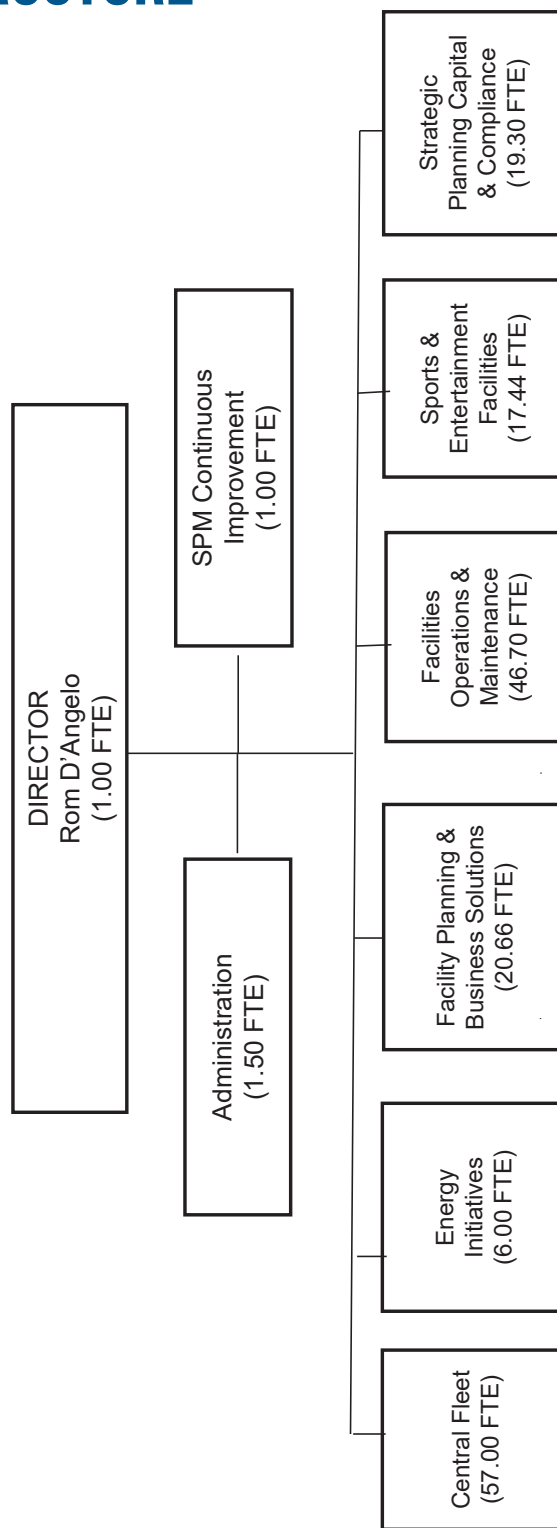 DIRECTOR
Rom D'Angelo
(1.00 FTE)
Administration
(1.50 FTE)
SPM Continuous
Improvement
(1.00 FTE)
Central Fleet
(57.00 FTE)
Energy
Initiatives
(6.00 FTE)
Facility Planning &
Business Solutions
(20.66 FTE)
Facilities
Operations &
Maintenance
(46.70 FTE)
Sports &
Entertainment
Facilities
(17.44 FTE)
Strategic
Planning Capital
& Compliance
(19.30 FTE)